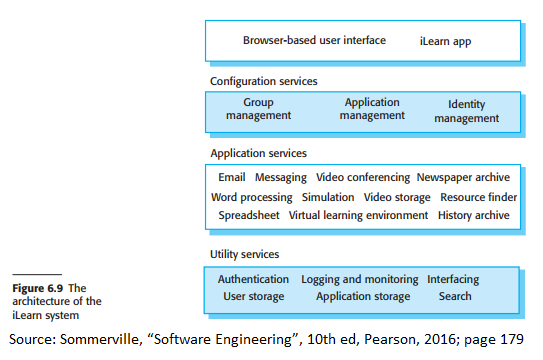 Browser-based user interface iLearn app
Configuration services
Group management Application management Identity management
Application services
Email Messaging Video conferencing Newspaper archive
Word processing Simulation Video storage Resource finder
Spreadsheet Virtual learning environment History archive
Utility services
Authentication Logging and monitoring Interfacing
User storage Application storage Search
Figure 6.9 The
architecture of the
iLearn system
Source: Sommerville, “Software Engineering”, 10th ed, Pearson, 2016; page 179